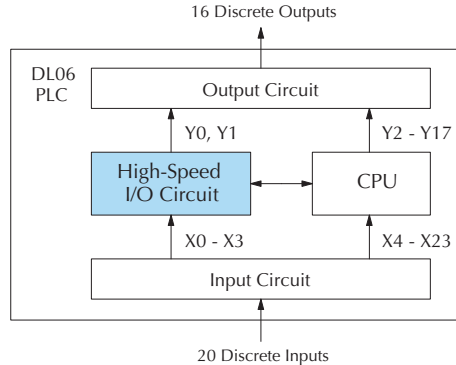 16 Discrete Outputs
DL06
PLC
Output Circuit
Y0, Y1
Y2 - Y17
High-Speed
I/O Circuit
CPU
X0 - X3
X4 - X23
Input Circuit
20 Discrete Inputs